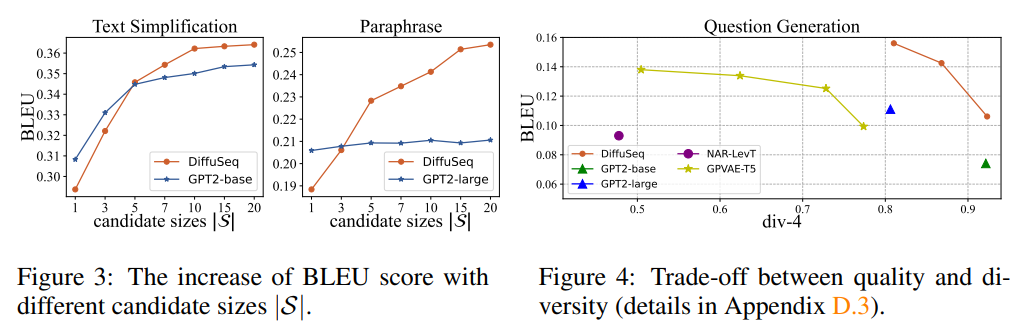 Text Simplification
BLEU
0.36
0.35
0.34
0.33
0.32
0.31
0.30
DiffuSeq
GPT2-base
1 3 5 7 10 15 20
candidate sizes |S|
Paraphrase
0.25
0.24
0.23
0.22
0.21
0.20
0.19
DiffuSeq
GPT2-large
1 3 5 7 10 15 20
candidate sizes |S|
Figure 3: The increase of BLEU score with
different candidate sizes |S|.
Question Generation
BLEU
0.16
0.14
0.12
0.10
0.08
0.06
DiffuSeq
GPT2-base
GPT2-large
NAR-LevT
GPVAE-T5
0.5 0.6 0.7 0.8 0.9
div-4
Figure 4: Trade-off between quality and di-
versity (details in Appendix D.3).